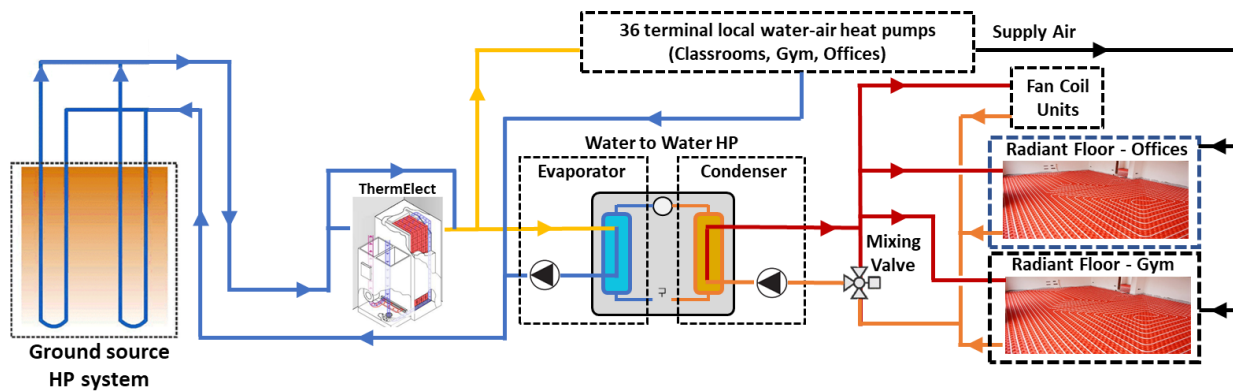 36 terminal local water-air heat pumps
(Classrooms, Gym, Offices)
Supply Air
Fan Coil
Units
Water to Water HP
Evaporator
Condenser
Radiant Floor - Offices
ThermElect
Mixing
Valve
Radiant Floor - Gym
Ground source
HP system